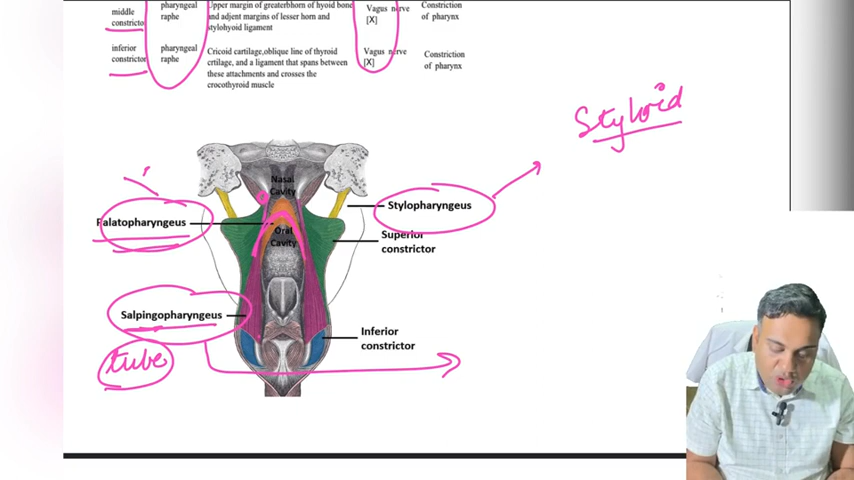 pharyngeal
raphe
Upper margin of greaterbhorn of hyoid bone
and adjent margins of lesser horn and
stylohyoid ligament
middle
constrictor
Vagus nerve
[X]
Constriction
of pharynx
inferior
constrictor
pharyngeal
raphe
Cricoid cartilage,oblique line of thyroid
crtilage, and a ligament that spans between
these attachments and crosses the
crocothyroid muscle
Vagus nerve
[X]
Constriction
of pharynx
Styloid
Nasal
Cavity
Palatopharyngeus
Stylopharyngeus
Oral
Cavity
Superior
constrictor
Salpingopharyngeus
Inferior
constrictor
tube